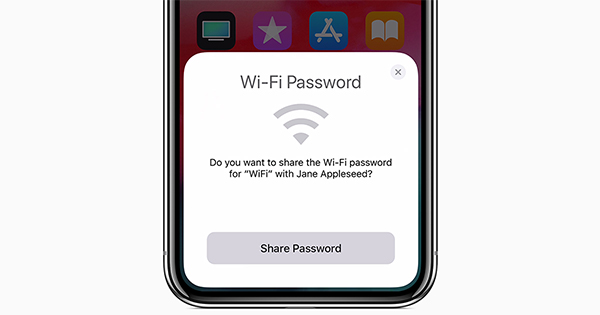 Wi-Fi Password
Do you want to share the Wi-Fi password
for “WiFi” with Jane Appleseed?
Share Password